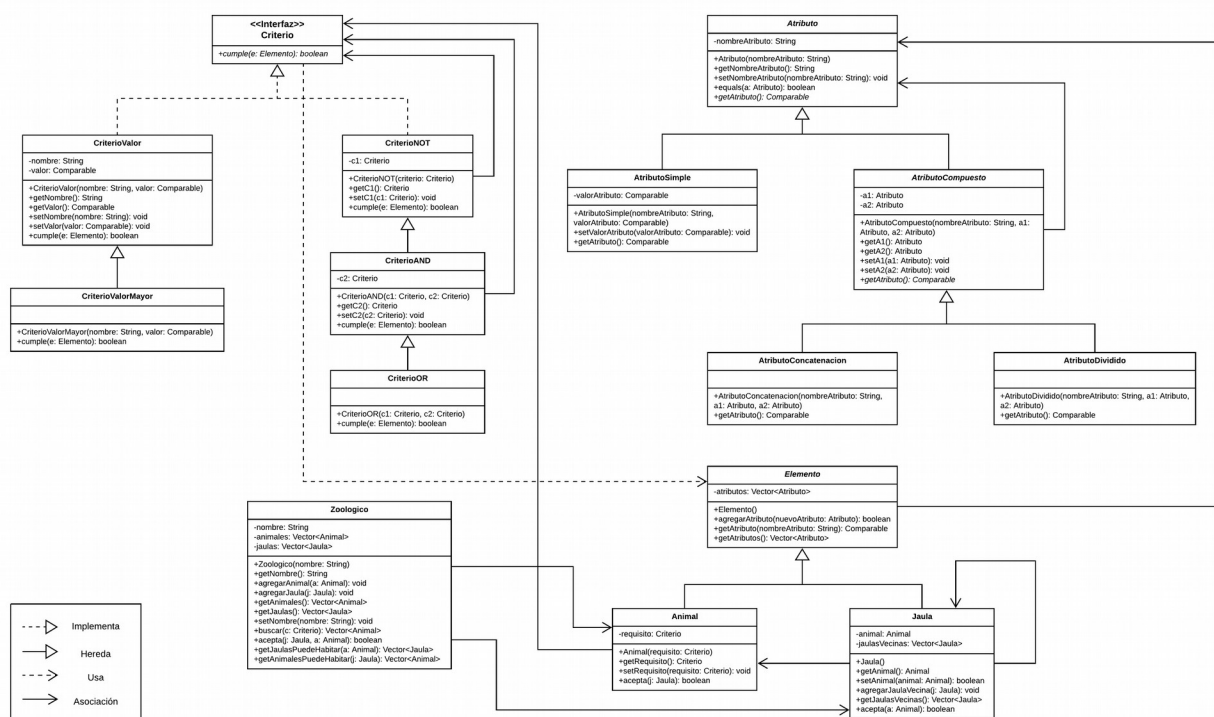 <<Interfaz>>
Criterio
+cumple(e: Elemento): boolean
CriterioValor
-nombre: String
-valor: Comparable
+CriterioValor(nombre: String, valor: Comparable)
+getNombre(): String
+getValor(): Comparable
+setNombre(nombre: String): void
+setValor(valor: Comparable): void
+cumple(e: Elemento): boolean
CriterioValorMayor
+CriterioValorMayor(nombre: String, valor: Comparable)
+cumple(e: Elemento): boolean
CriterioNOT
-c1: Criterio
+CriterioNOT(criterio: Criterio)
+getC1(): Criterio
+setC1(c1: Criterio): void
+cumple(e: Elemento): boolean
CriterioAND
-c2: Criterio
+CriterioAND(c1: Criterio, c2: Criterio)
+getC2(): Criterio
+setC2(c2: Criterio): void
+cumple(e: Elemento): boolean
CriterioOR
+CriterioOR(c1: Criterio, c2: Criterio)
+cumple(e: Elemento): boolean
Atributo
-nombreAtributo: String
+Atributo(nombreAtributo: String)
+getNombreAtributo(): String
+setNombreAtributo(nombreAtributo: String): void
+equals(a: Atributo): boolean
+getAtributo(): Comparable
AtributoSimple
-valorAtributo: Comparable
+AtributoSimple(nombreAtributo: String,
valorAtributo: Comparable)
+setValorAtributo(valorAtributo: Comparable): void
+getAtributo(): Comparable
AtributoCompuesto
-a1: Atributo
-a2: Atributo
+AtributoCompuesto(nombreAtributo: String, a1:
Atributo, a2: Atributo)
+getA1(): Atributo
+getA2(): Atributo
+setA1(a1: Atributo): void
+setA2(a2: Atributo): void
+getAtributo(): Comparable
AtributoConcatenacion
+AtributoConcatenacion(nombreAtributo: String,
a1: Atributo, a2: Atributo)
+getAtributo(): Comparable
AtributoDividido
+AtributoDividido(nombreAtributo: String, a1: Atributo,
a2: Atributo)
+getAtributo(): Comparable
Elemento
-atributos: Vector<Atributo>
+Elemento()
+agregarAtributo(nuevoAtributo: Atributo): boolean
+getAtributo(nombreAtributo: String): Comparable
+getAtributos(): Vector<Atributo>
Zoologico
-nombre: String
-animales: Vector<Animal>
-jaulas: Vector<Jaula>
+Zoologico(nombre: String)
+getNombre(): String
+agregarAnimal(a: Animal): void
+agregarJaula(j: Jaula): void
+getAnimales(): Vector<Animal>
+getJaulas(): Vector<Jaula>
+setNombre(nombre: String): void
+buscar(c: Criterio): Vector<Animal>
+acepta(j: Jaula, a: Animal): boolean
+getJaulasPuedeHabitar(a: Animal): Vector<Jaula>
+getAnimalesPuedeHabitar(j: Jaula): Vector<Animal>
Animal
-requisito: Criterio
+Animal(requisito: Criterio)
+getRequisito(): Criterio
+setRequisito(requisito: Criterio): void
+acepta(j: Jaula): boolean
Jaula
-animal: Animal
-jaulasVecinas: Vector<Jaula>
+Jaula()
+getAnimal(): Animal
+setAnimal(animal: Animal): boolean
+agregarJaulaVecina(j: Jaula): void
+getJaulasVecinas(): Vector<Jaula>
+acepta(a: Animal): boolean
Implementa
Hereda
Usa
Asociación